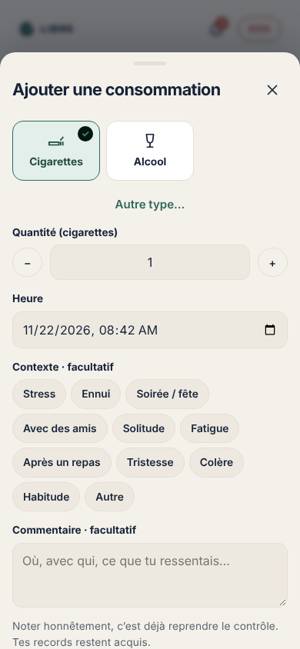 LIBRE
Ajouter une consommation
Cigarettes
Alcool
Autre type...
Quantité (cigarettes)
−
1
+
Heure
11/22/2026, 08:42 AM
Contexte · facultatif
Stress
Ennui
Soirée / fête
Avec des amis
Solitude
Fatigue
Après un repas
Tristesse
Colère
Habitude
Autre
Commentaire · facultatif
Où, avec qui, ce que tu ressentais...
Noter honnêtement, c'est déjà reprendre le contrôle.
Tes records restent acquis.